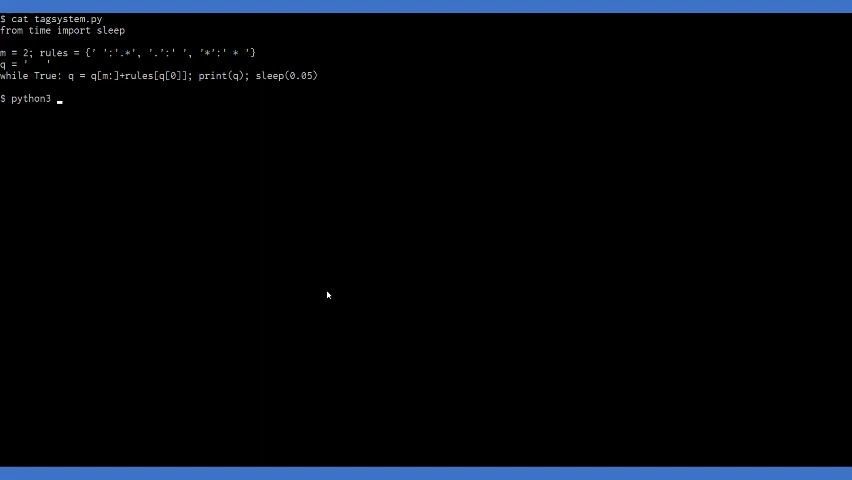 $ cat tagsystem.py
from time import sleep
m = 2; rules = {' ':'.*', '.':' ', '*':' * '}
q = '   '
while True: q = q[m:]+rules[q[0]]; print(q); sleep(0.05)
$ python3